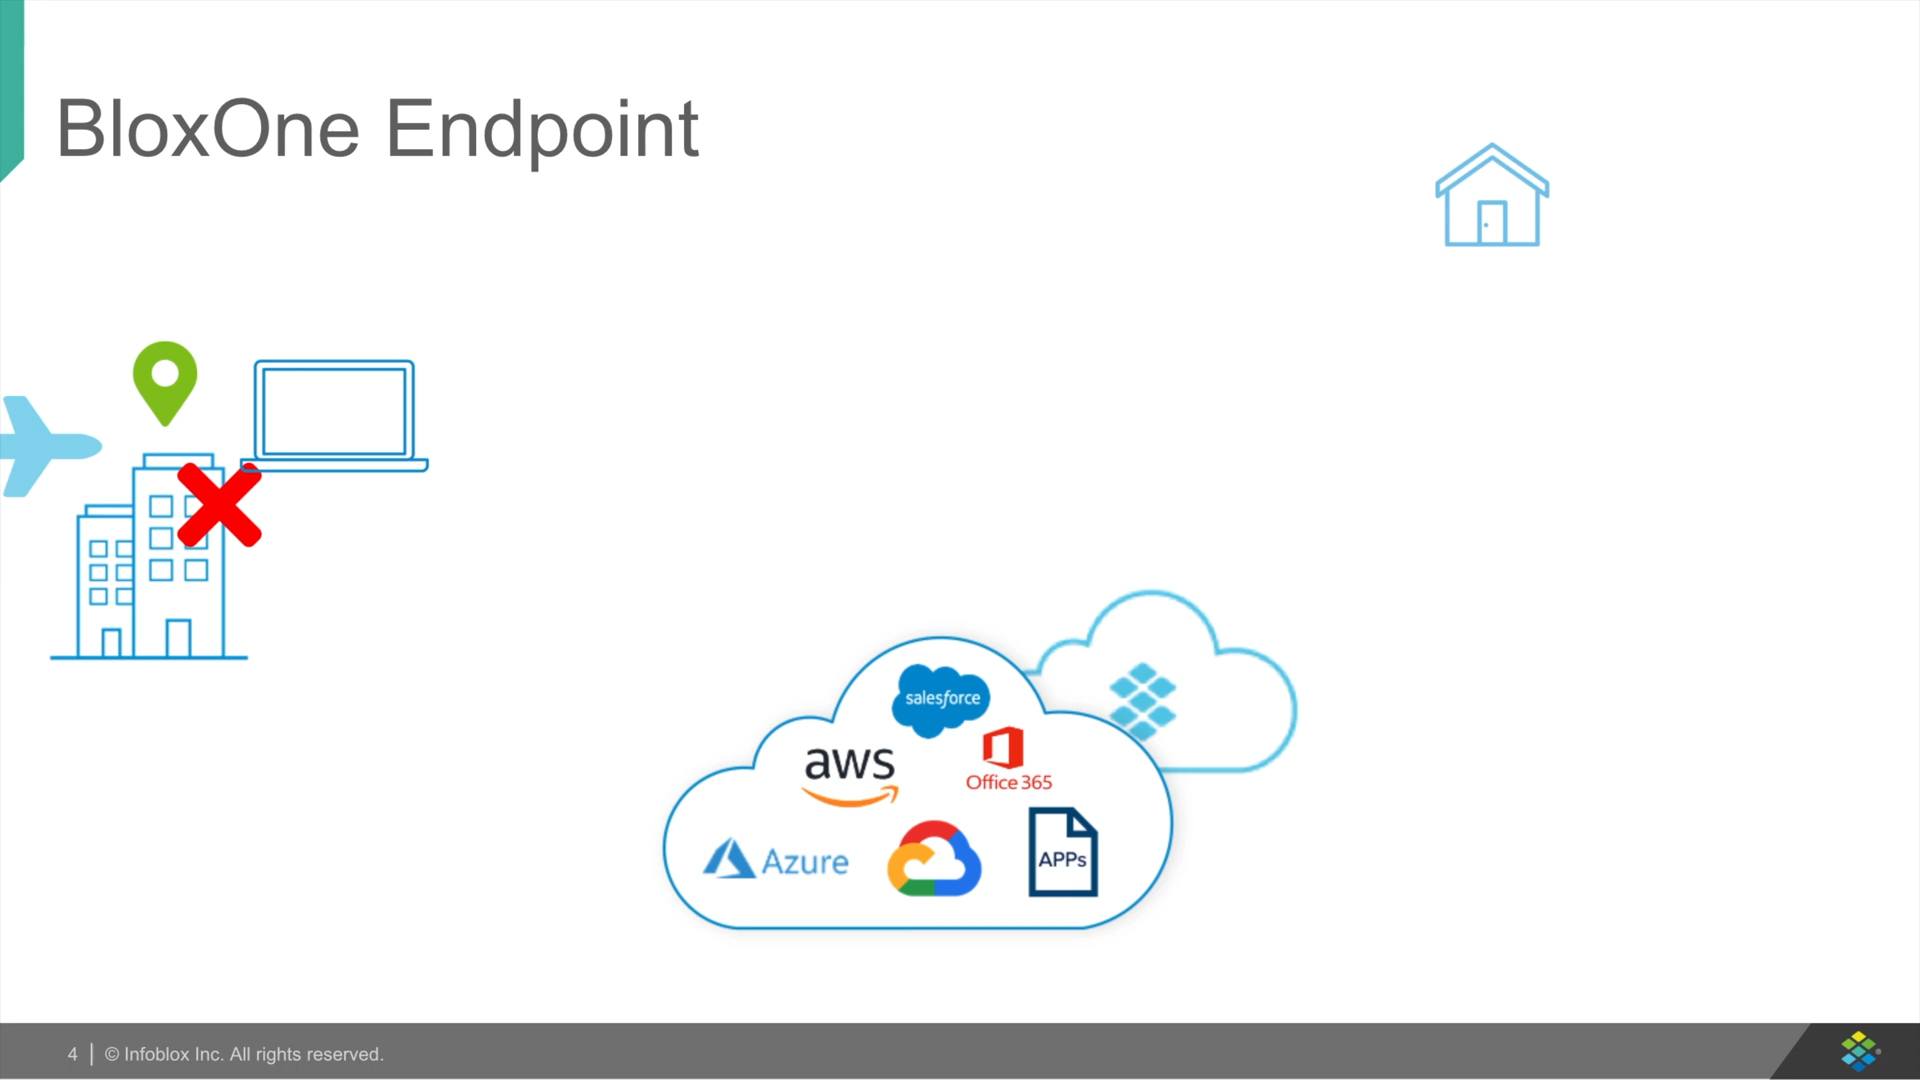 BloxOne Endpoint
salesforce
aws
Office 365
Azure
APPs
4 | © Infoblox Inc. All rights reserved.